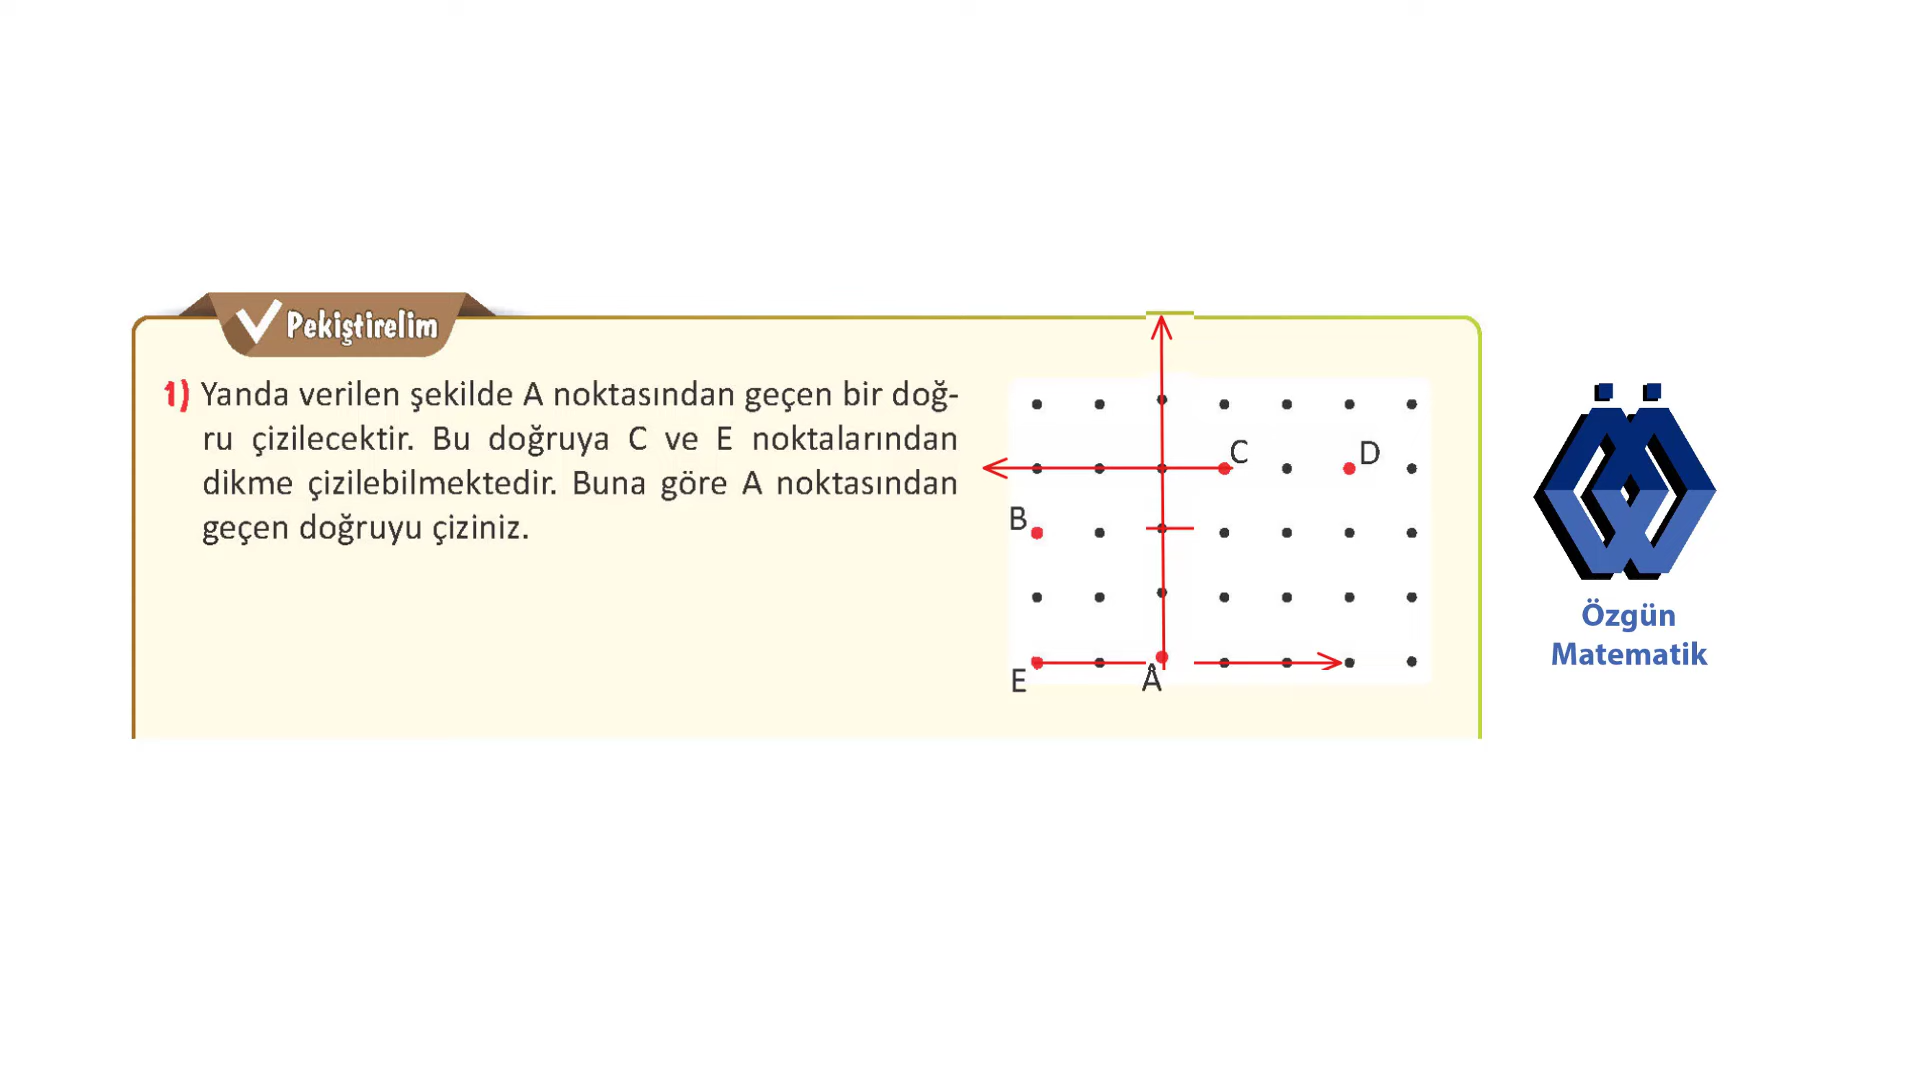 Pekiştirelim
1) Yanda verilen şekilde A noktasından geçen bir doğ-
ru çizilecektir. Bu doğruya C ve E noktalarından
dikme çizilebilmektedir. Buna göre A noktasından
geçen doğruyu çiziniz.
C
D
B
E
A
Özgün
Matematik